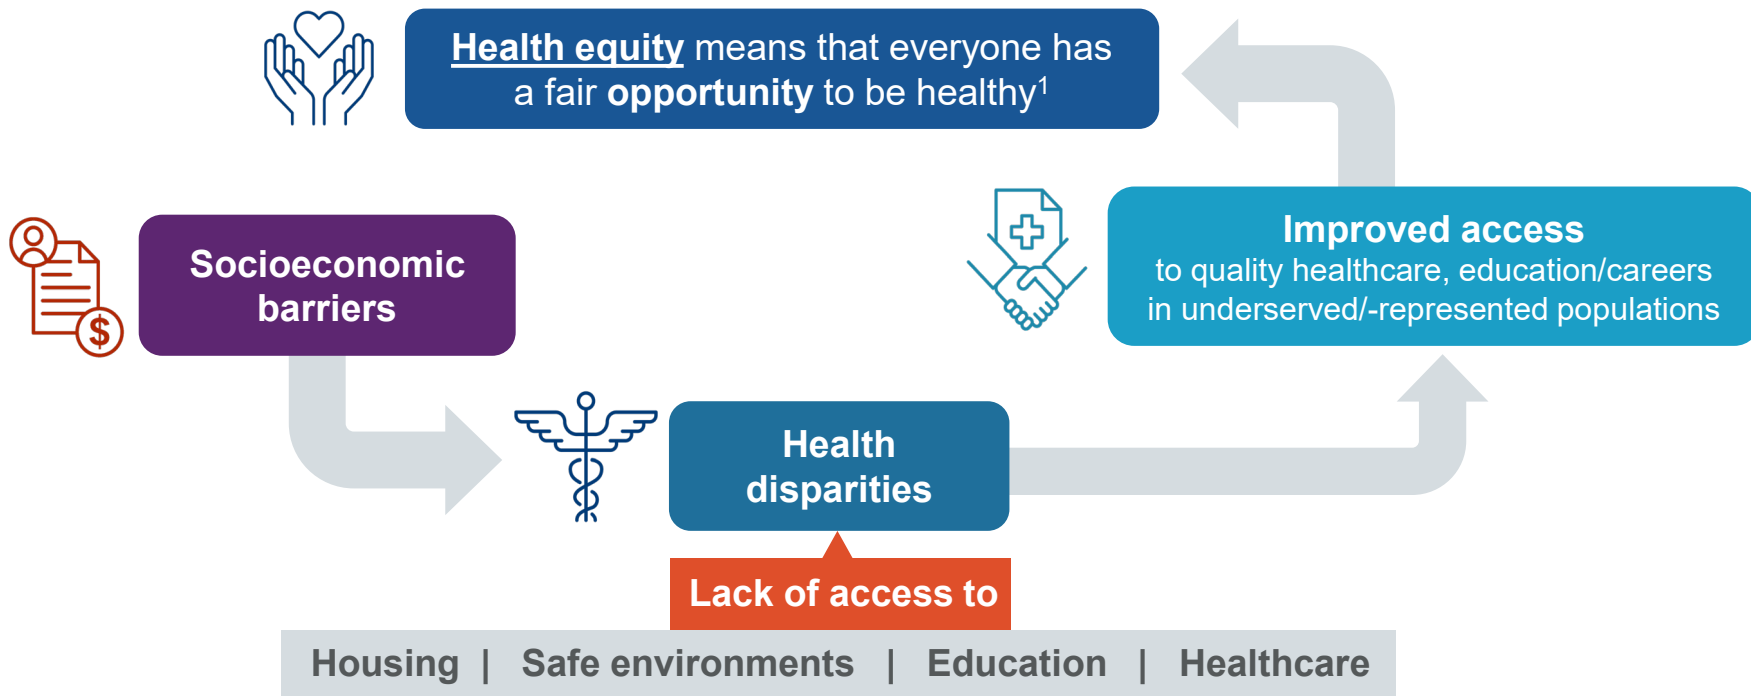 Health equity means that everyone has
a fair opportunity to be healthy¹
Socioeconomic
barriers
Improved access
to quality healthcare, education/careers
in underserved/-represented populations
$
Health
disparities
Lack of access to
Housing | Safe environments | Education | Healthcare